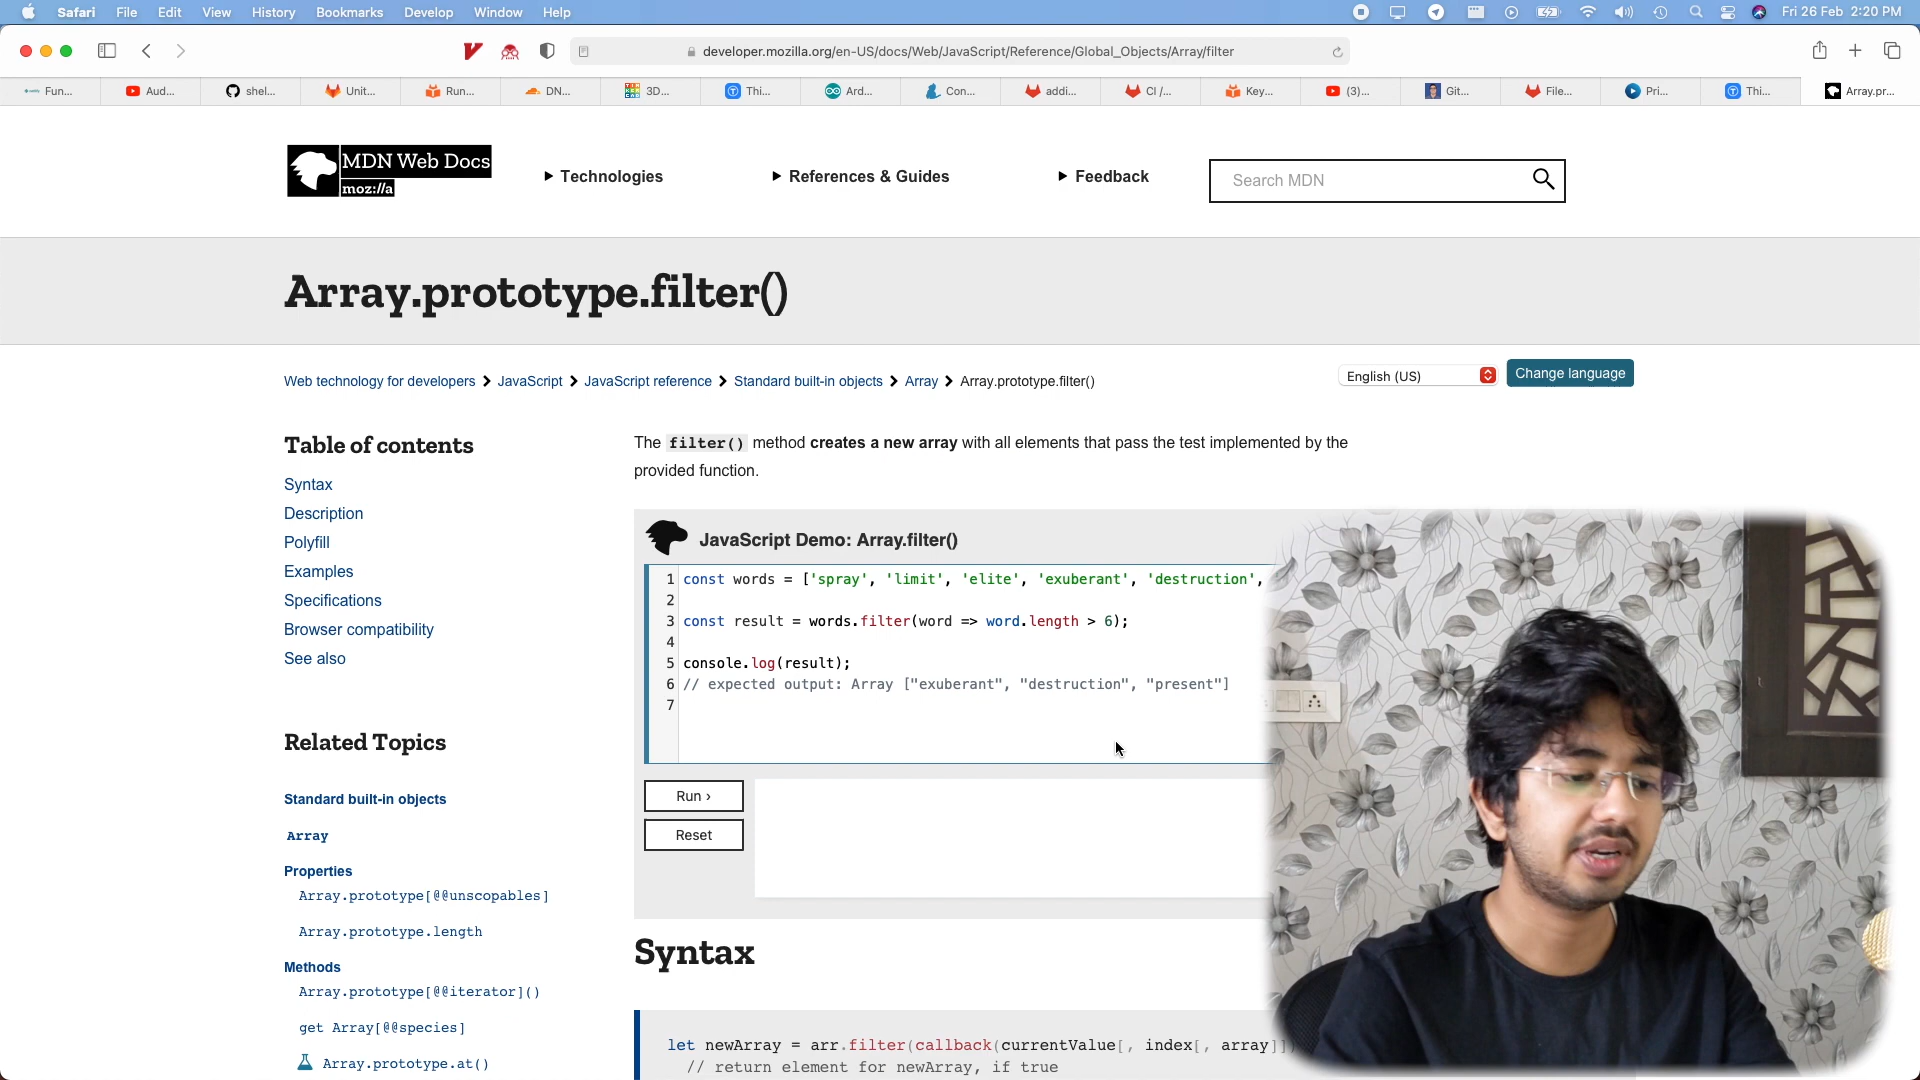 Safari File Edit View History Bookmarks Develop Window Help
Fri 26 Feb 2:20 PM
developer.mozilla.org/en-US/docs/Web/JavaScript/Reference/Global_Objects/Array/filter
Fun... Aud... shel... Unit... Run... DN... 3D... Thi... Ard... Con... addi... CI /... Key... (3)... Git... File... Pri... Thi... Array.pr...
MDN Web Docs
moz://a
Technologies
References & Guides
Feedback
Search MDN
Array.prototype.filter()
Web technology for developers JavaScript JavaScript reference Standard built-in objects Array Array.prototype.filter()
English (US)
Change language
Table of contents
Syntax
Description
Polyfill
Examples
Specifications
Browser compatibility
See also
Related Topics
Standard built-in objects
Array
Properties
Array.prototype[@@unscopables]
Array.prototype.length
Methods
Array.prototype[@@iterator]()
get Array[@@species]
Array.prototype.at()
The filter() method creates a new array with all elements that pass the test implemented by the
provided function.
JavaScript Demo: Array.filter()
1 const words = ['spray', 'limit', 'elite', 'exuberant', 'destruction',
2
3 const result = words.filter(word => word.length > 6);
4
5 console.log(result);
6 // expected output: Array ["exuberant", "destruction", "present"]
7
Run ›
Reset
Syntax
let newArray = arr.filter(callback(currentValue[, index[, array]])
// return element for newArray, if true